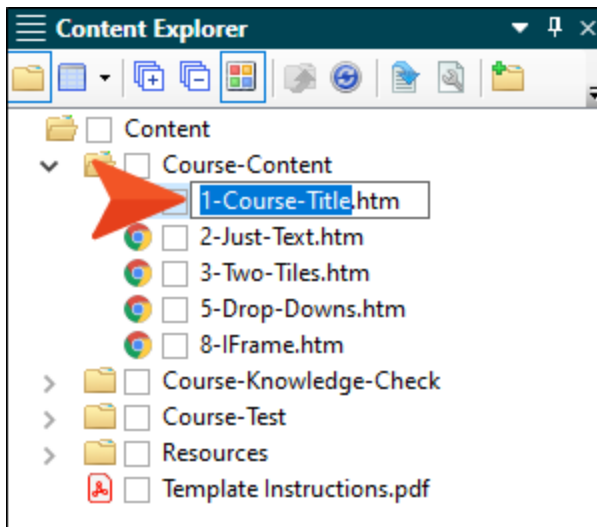 Content Explorer
Content
Course-Content
1-Course-Title.htm
2-Just-Text.htm
3-Two-Tiles.htm
5-Drop-Downs.htm
8-IFrame.htm
Course-Knowledge-Check
Course-Test
Resources
Template Instructions.pdf